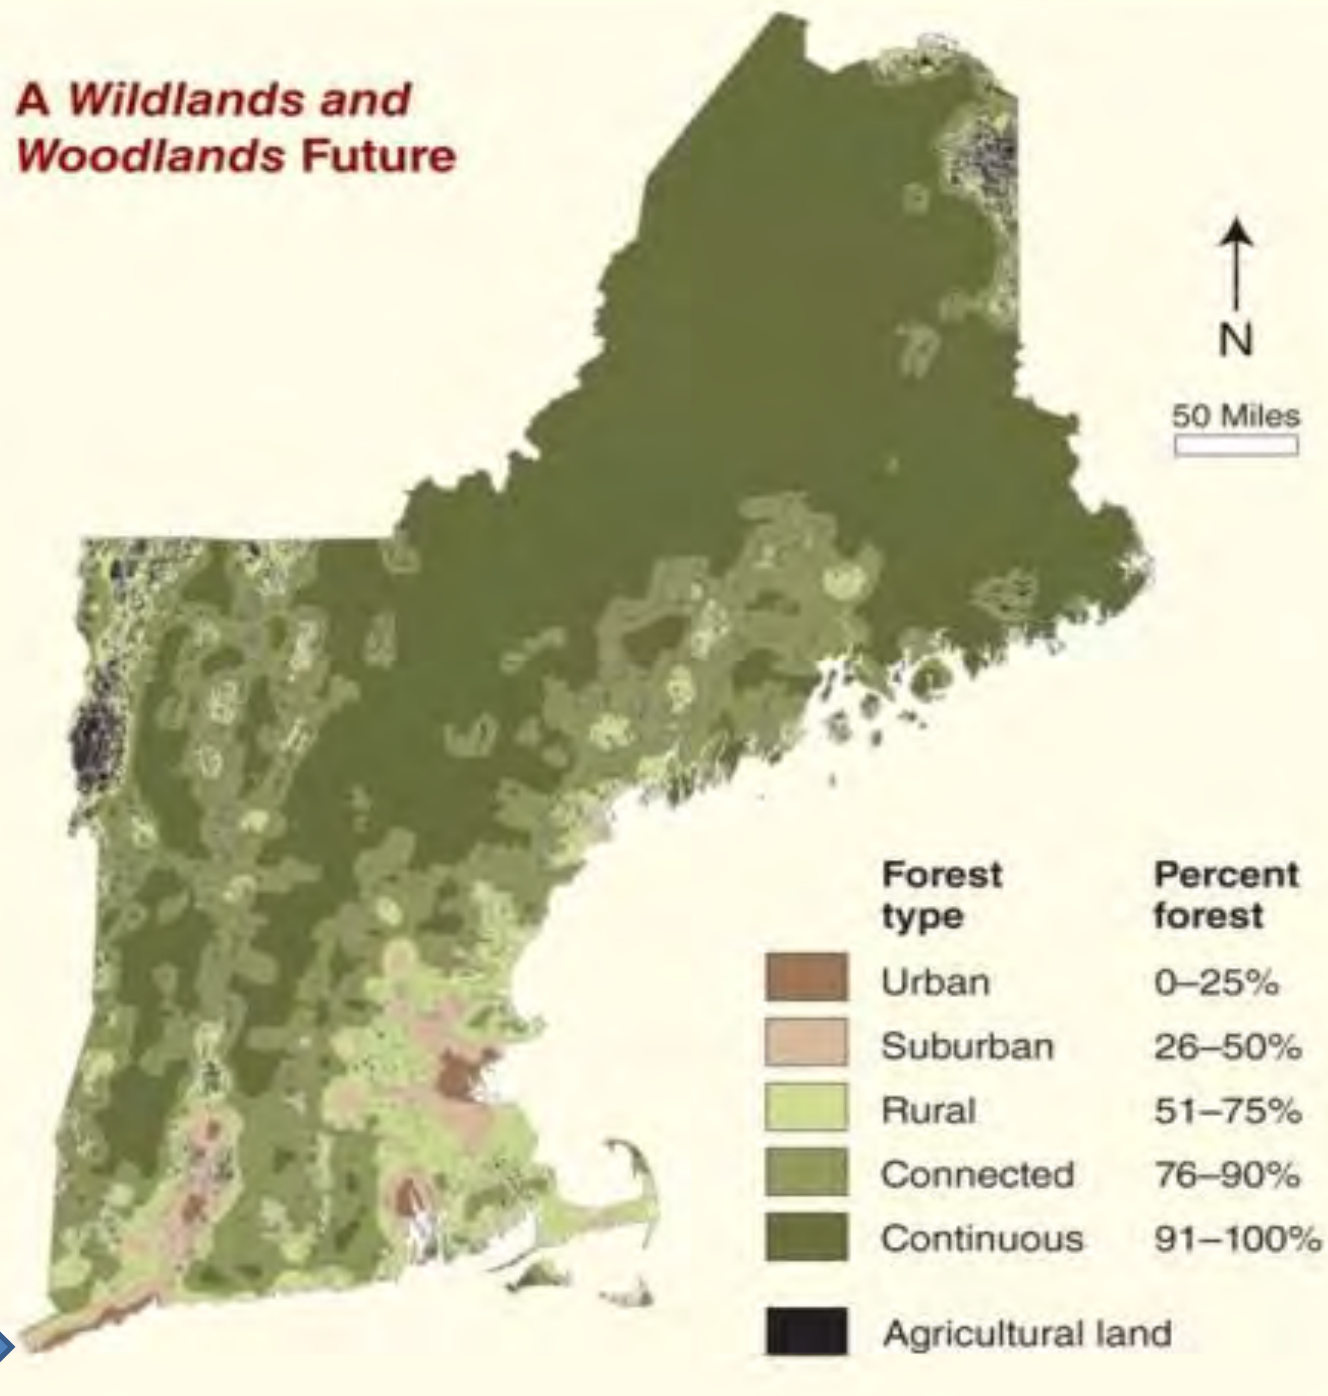 A Wildlands and
Woodlands Future
N
50 Miles
Forest type
Percent forest
Urban 0–25%
Suburban 26–50%
Rural 51–75%
Connected 76–90%
Continuous 91–100%
Agricultural land